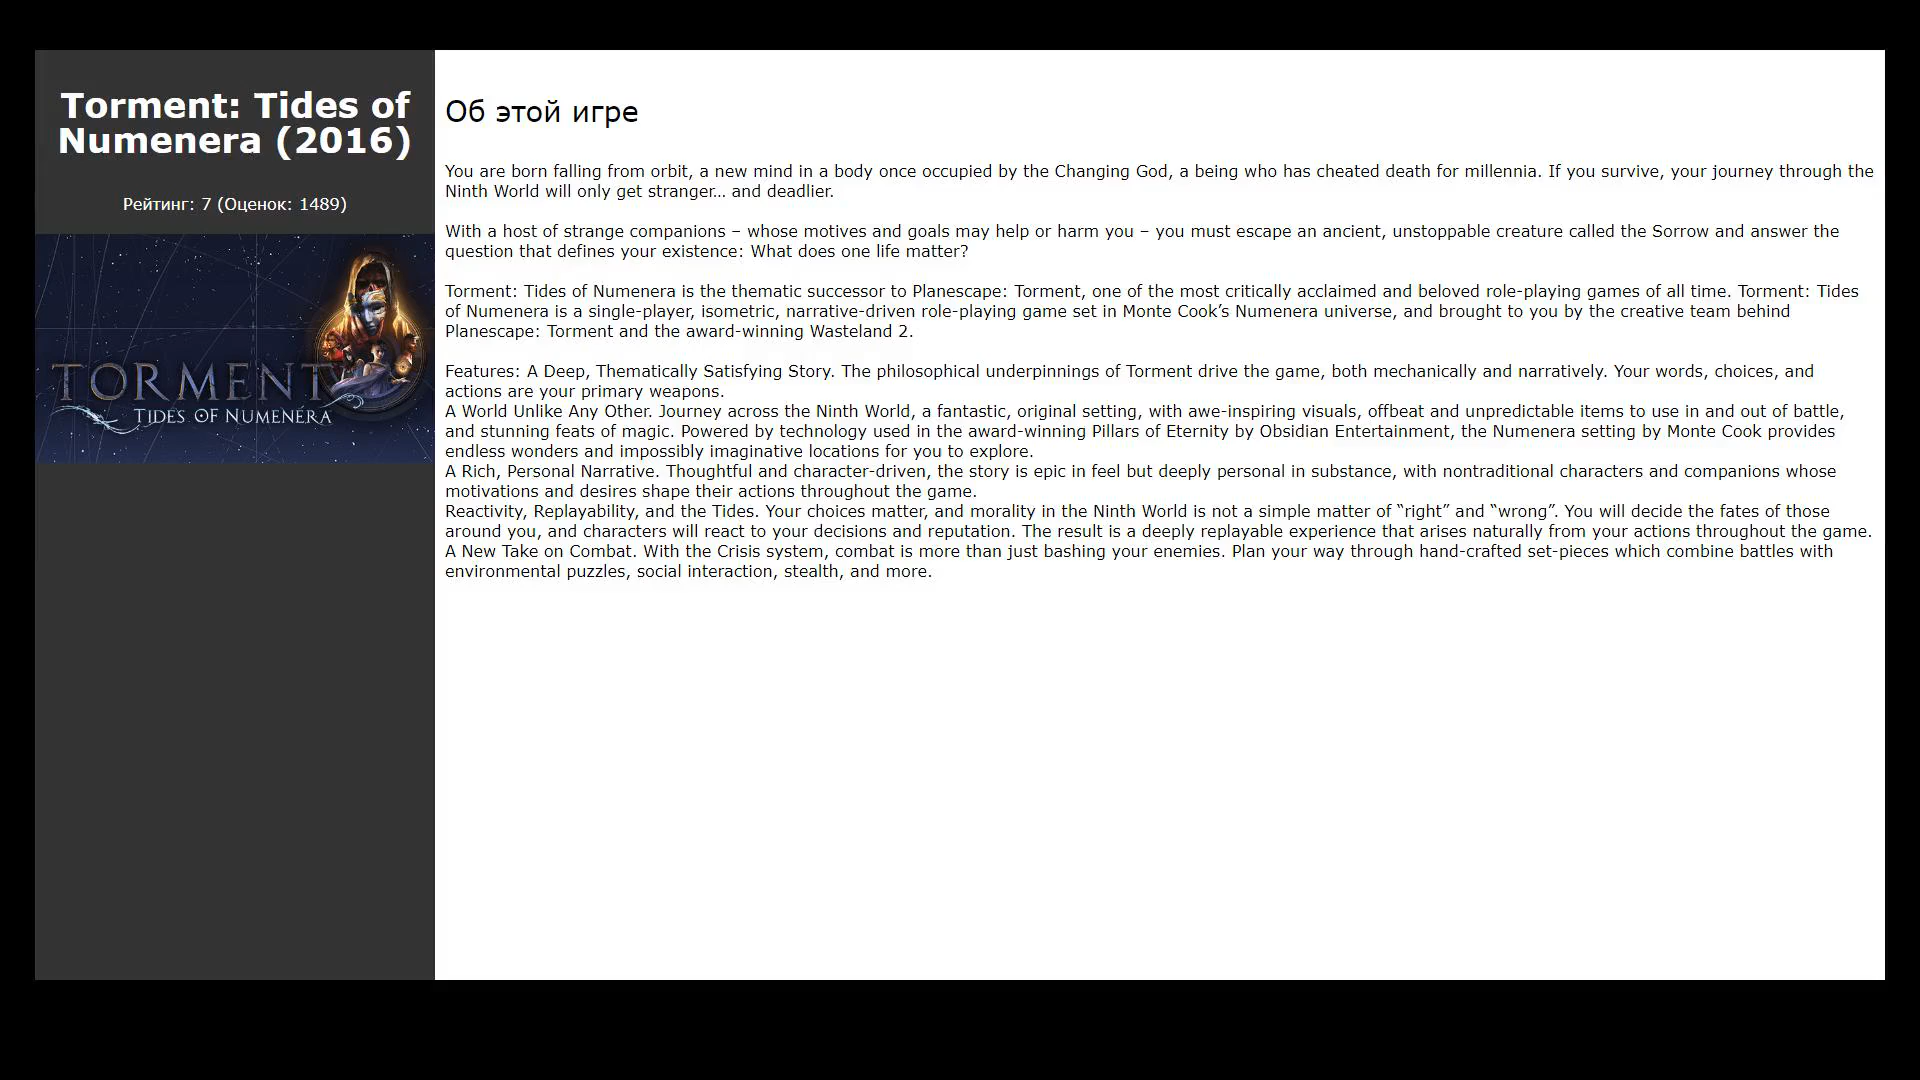 Torment: Tides of
Numenera (2016)
Рейтинг: 7 (Оценок: 1489)
TORMENT
TIDES OF NUMENERA
Об этой игре
You are born falling from orbit, a new mind in a body once occupied by the Changing God, a being who has cheated death for millennia. If you survive, your journey through the
Ninth World will only get stranger… and deadlier.
With a host of strange companions – whose motives and goals may help or harm you – you must escape an ancient, unstoppable creature called the Sorrow and answer the
question that defines your existence: What does one life matter?
Torment: Tides of Numenera is the thematic successor to Planescape: Torment, one of the most critically acclaimed and beloved role-playing games of all time. Torment: Tides
of Numenera is a single-player, isometric, narrative-driven role-playing game set in Monte Cook’s Numenera universe, and brought to you by the creative team behind
Planescape: Torment and the award-winning Wasteland 2.
Features: A Deep, Thematically Satisfying Story. The philosophical underpinnings of Torment drive the game, both mechanically and narratively. Your words, choices, and
actions are your primary weapons.
A World Unlike Any Other. Journey across the Ninth World, a fantastic, original setting, with awe-inspiring visuals, offbeat and unpredictable items to use in and out of battle,
and stunning feats of magic. Powered by technology used in the award-winning Pillars of Eternity by Obsidian Entertainment, the Numenera setting by Monte Cook provides
endless wonders and impossibly imaginative locations for you to explore.
A Rich, Personal Narrative. Thoughtful and character-driven, the story is epic in feel but deeply personal in substance, with nontraditional characters and companions whose
motivations and desires shape their actions throughout the game.
Reactivity, Replayability, and the Tides. Your choices matter, and morality in the Ninth World is not a simple matter of “right” and “wrong”. You will decide the fates of those
around you, and characters will react to your decisions and reputation. The result is a deeply replayable experience that arises naturally from your actions throughout the game.
A New Take on Combat. With the Crisis system, combat is more than just bashing your enemies. Plan your way through hand-crafted set-pieces which combine battles with
environmental puzzles, social interaction, stealth, and more.